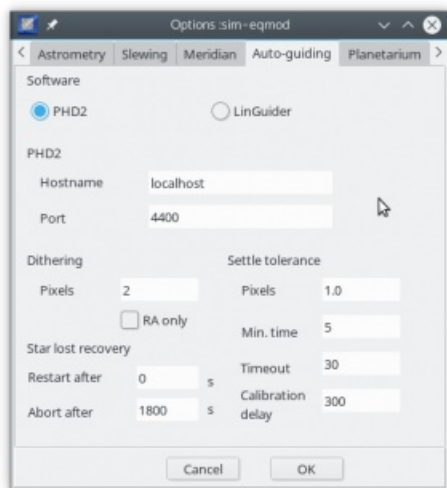 Options :sim-eqmod
Astrometry Slewing Meridian Auto-guiding Planetarium
Software
PHD2 LinGuider
PHD2
Hostname localhost
Port 4400
Dithering Settle tolerance
Pixels 2 Pixels 1.0
RA only Min. time 5
Star lost recovery
Restart after 0 s Timeout 30
Abort after 1800 s Calibration delay 300
Cancel OK